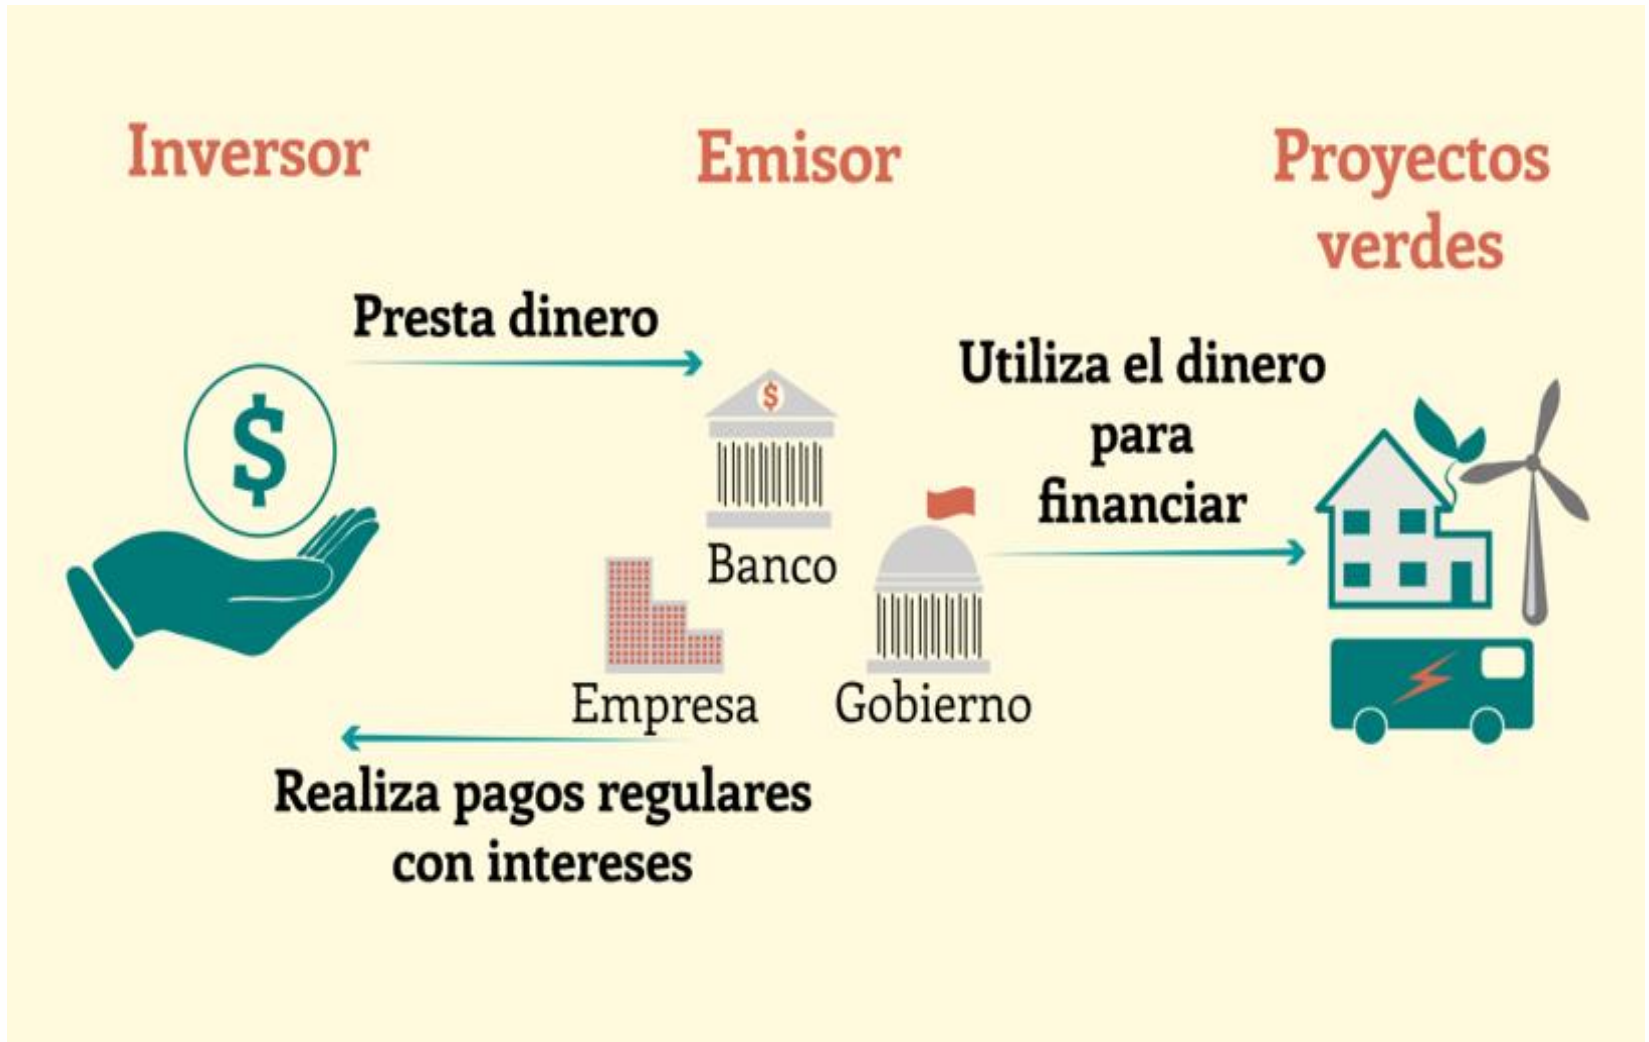 Inversor
Emisor
Proyectos
verdes
Presta dinero
$
$
Utiliza el dinero
para
financiar
Banco
Empresa
Gobierno
Realiza pagos regulares
con intereses